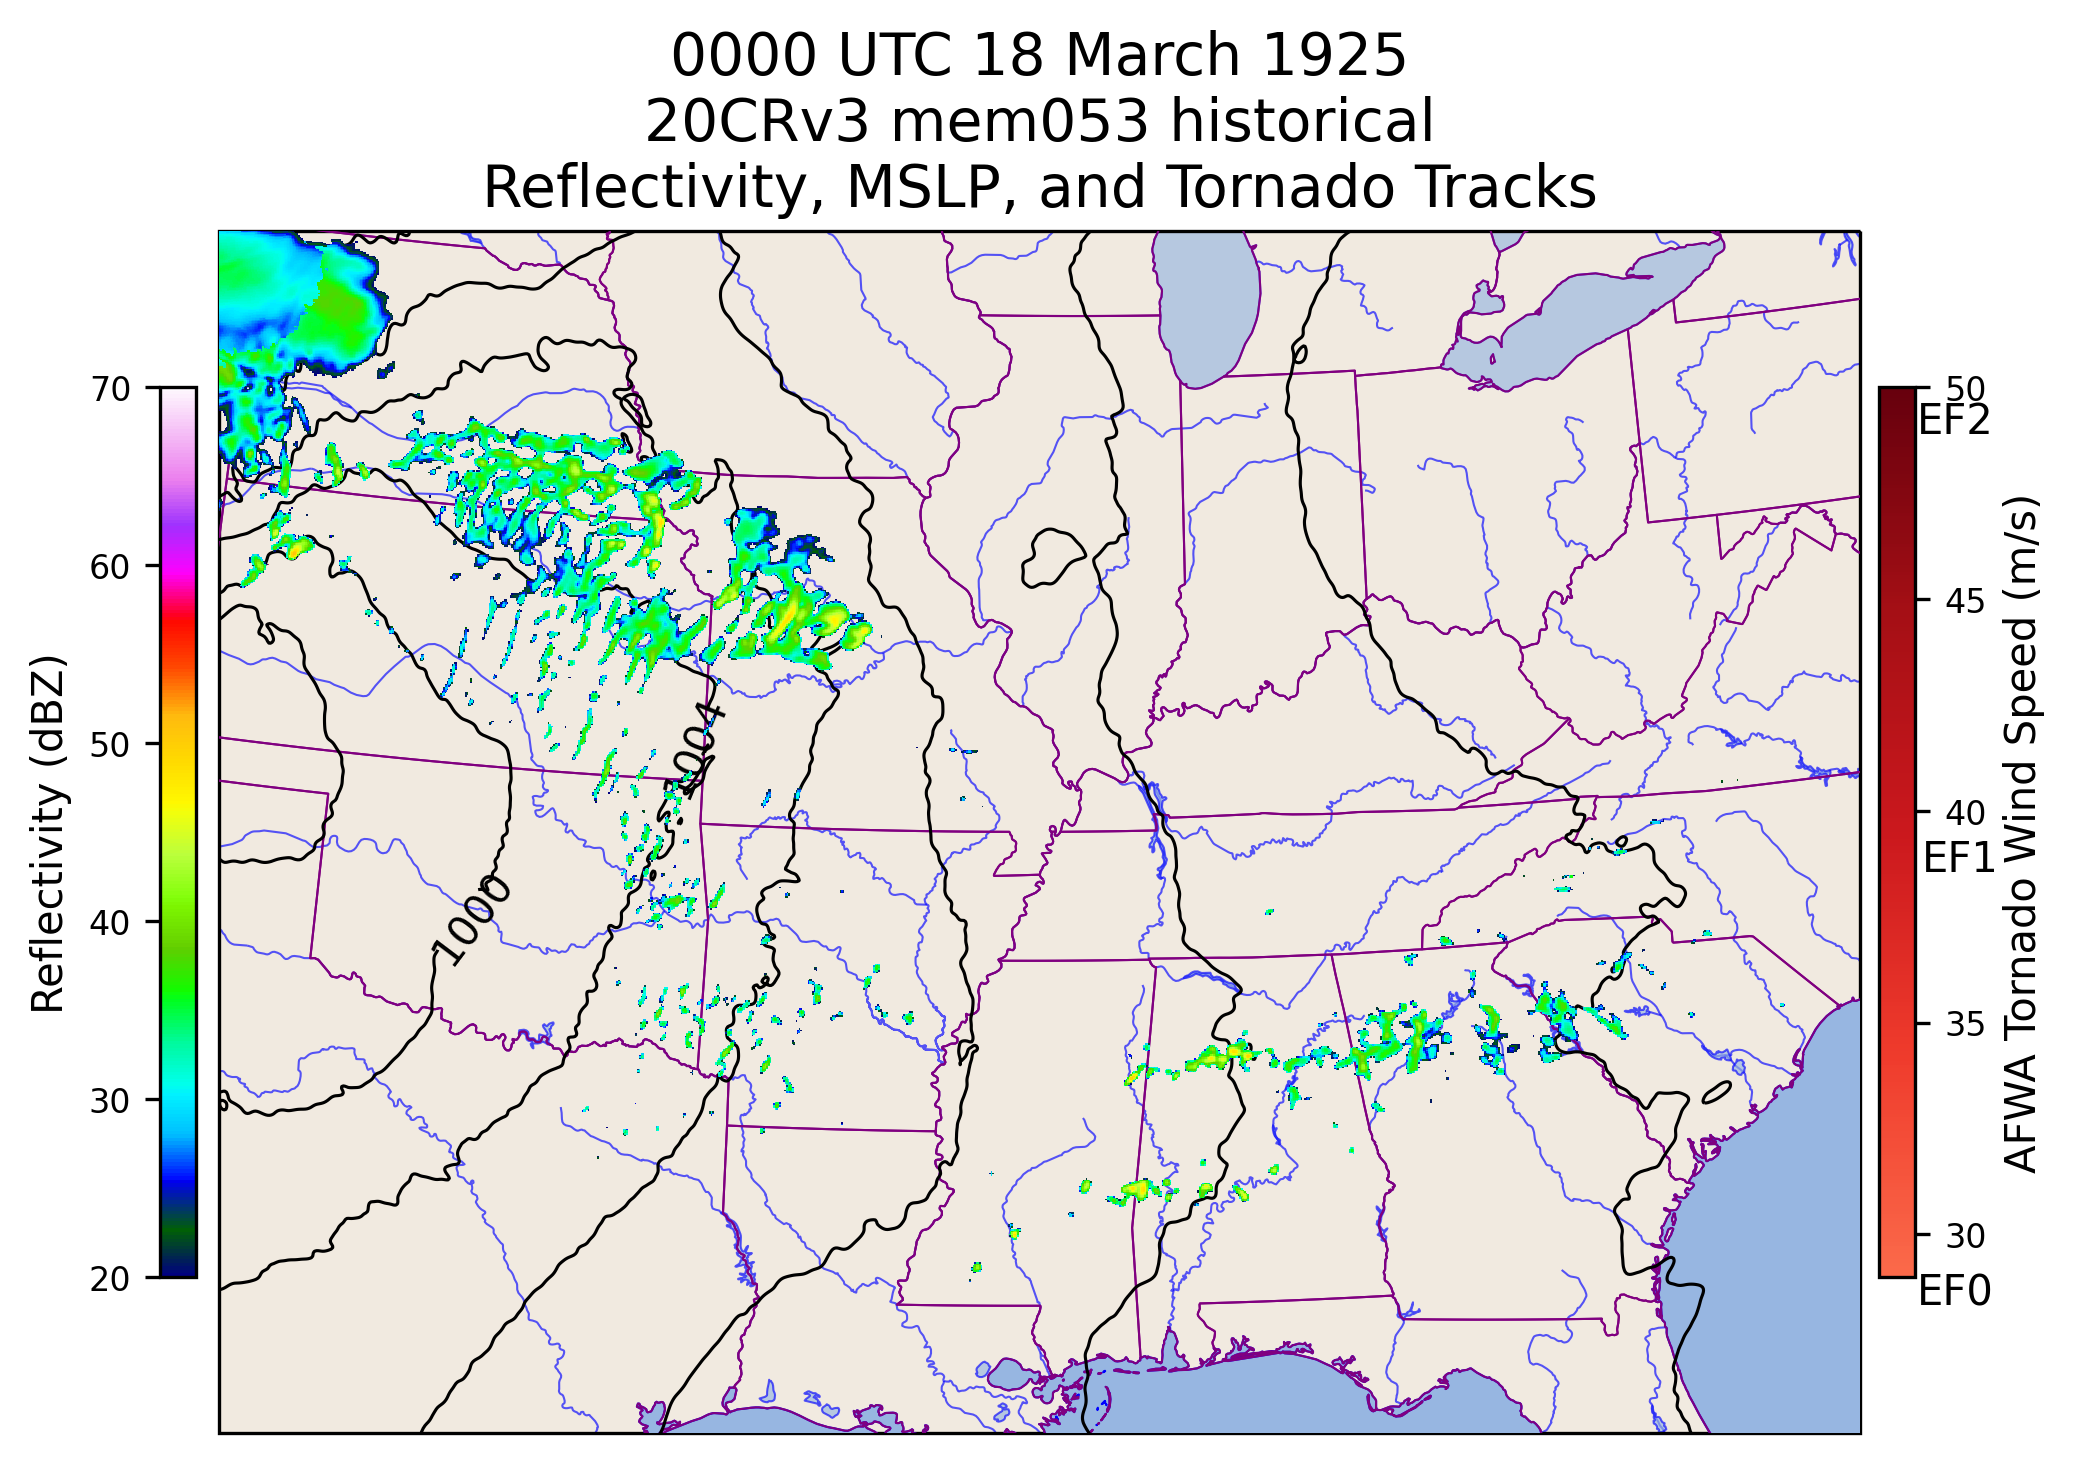 0000 UTC 18 March 1925
20CRv3 mem053 historical
Reflectivity, MSLP, and Tornado Tracks
Reflectivity (dBZ)
70
60
50
40
30
20
1004
1000
50
EF2
45
40
EF1
35
30
EF0
AFWA Tornado Wind Speed (m/s)